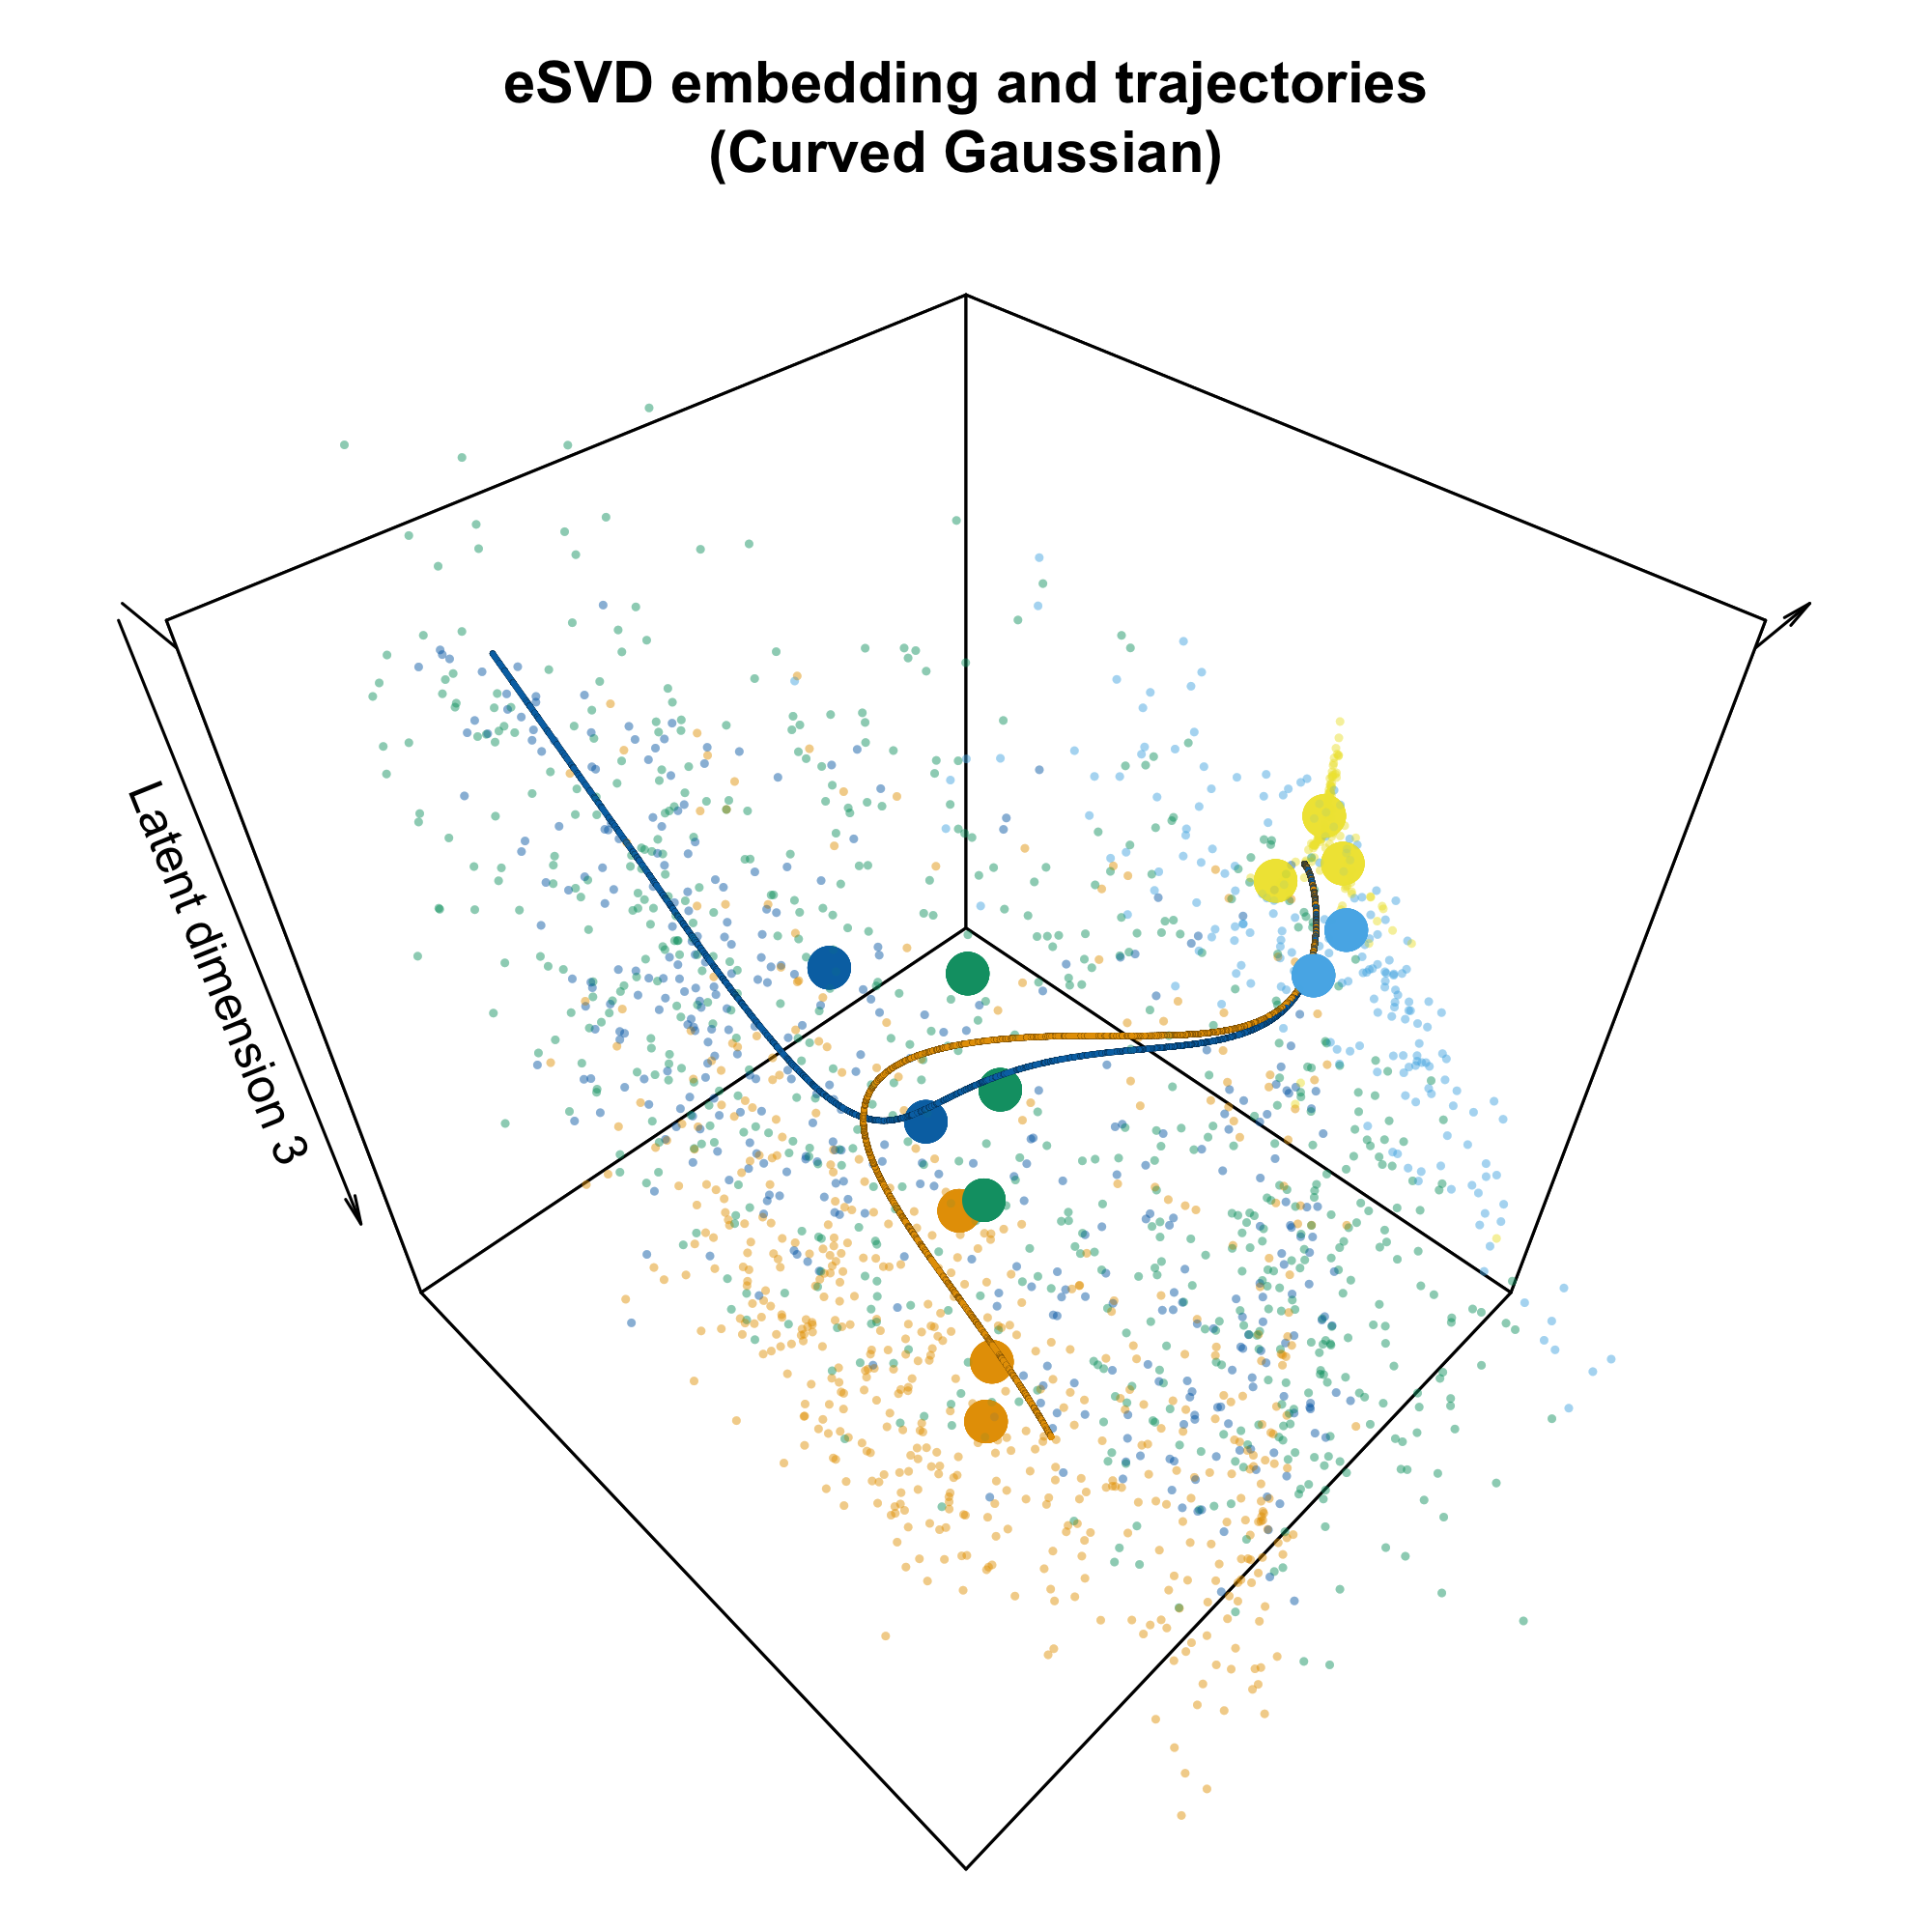 eSVD embedding and trajectories
(Curved Gaussian)
Latent dimension 3